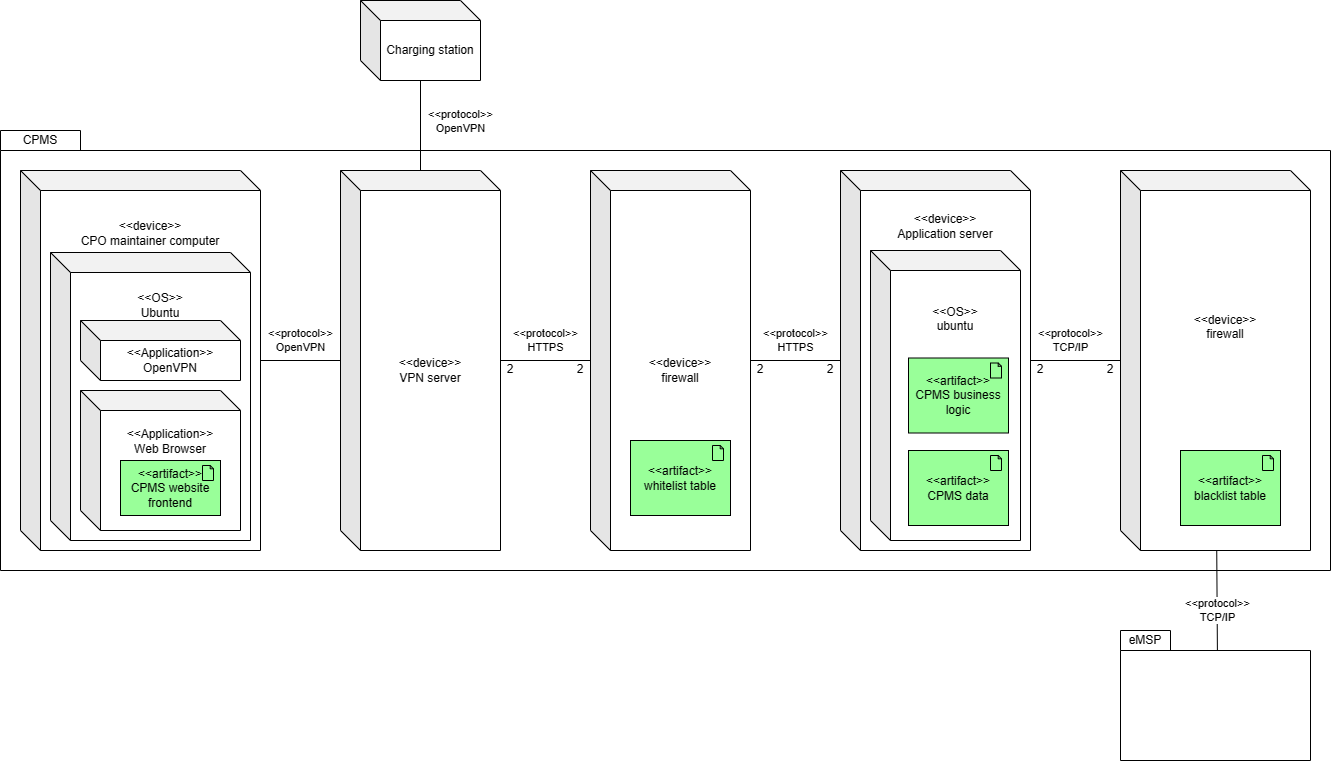 Charging station
<<protocol>>
OpenVPN
CPMS
<<device>>
CPO maintainer computer
<<OS>>
Ubuntu
<<Application>>
OpenVPN
<<Application>>
Web Browser
<<artifact>>
CPMS website
frontend
<<protocol>>
OpenVPN
<<device>>
VPN server
<<protocol>>
HTTPS
2
2
<<device>>
firewall
<<artifact>>
whitelist table
<<protocol>>
HTTPS
2
2
<<device>>
Application server
<<OS>>
ubuntu
<<artifact>>
CPMS business
logic
<<artifact>>
CPMS data
<<protocol>>
TCP/IP
2
2
<<device>>
firewall
<<artifact>>
blacklist table
<<protocol>>
TCP/IP
eMSP